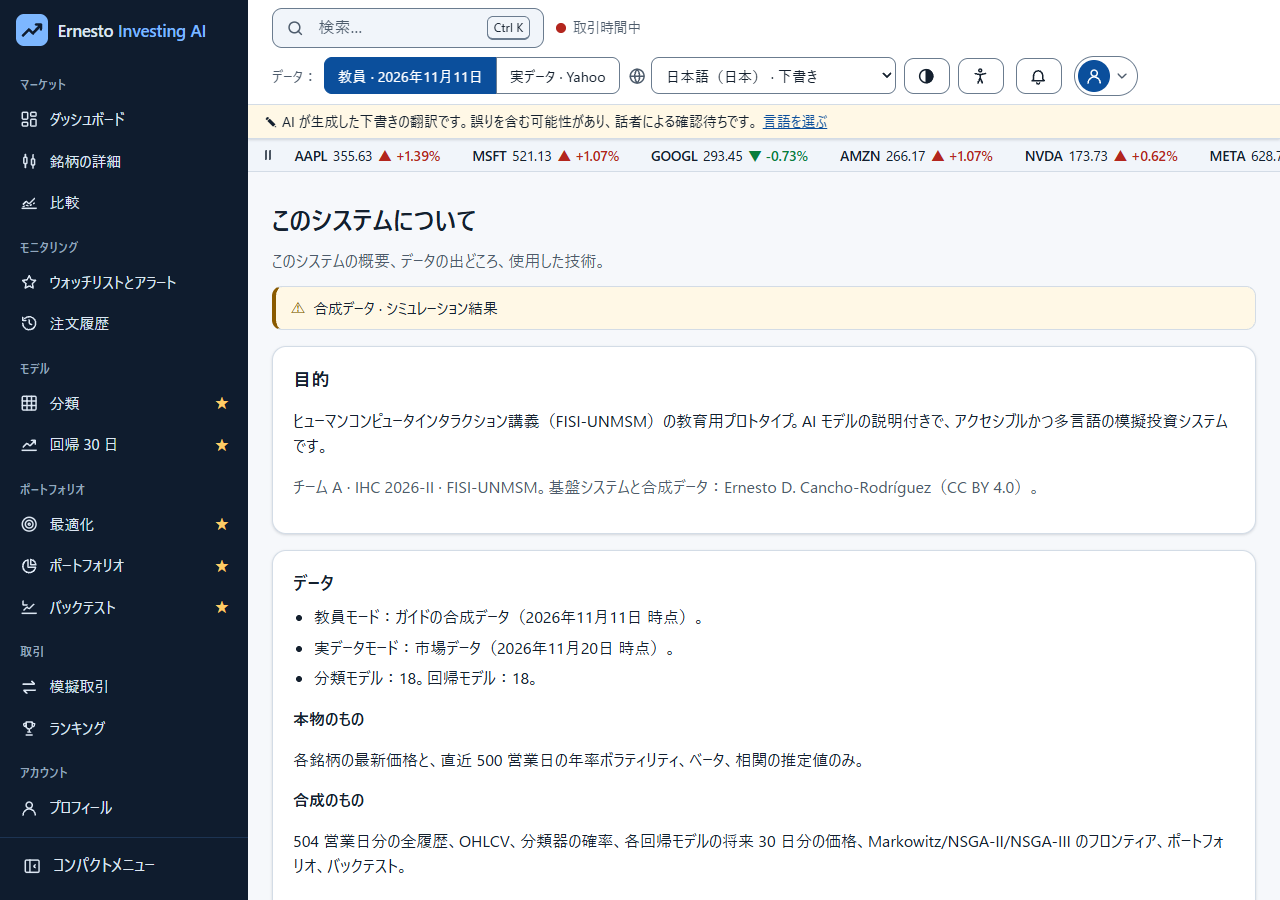 Ernesto Investing AI
マーケット
ダッシュボード
銘柄の詳細
比較
モニタリング
ウォッチリストとアラート
注文履歴
モデル
分類
回帰 30 日
ポートフォリオ
最適化
ポートフォリオ
バックテスト
取引
模擬取引
ランキング
アカウント
プロフィール
コンパクトメニュー
検索...
Ctrl K
取引時間中
データ：
教員 · 2026年11月11日
実データ · Yahoo
日本語（日本） · 下書き
AI が生成した下書きの翻訳です。誤りを含む可能性があり、話者による確認待ちです。 言語を選ぶ
AAPL 355.63 ▲ +1.39% MSFT 521.13 ▲ +1.07% GOOGL 293.45 ▼ -0.73% AMZN 266.17 ▲ +1.07% NVDA 173.73 ▲ +0.62% META 628.7
このシステムについて
このシステムの概要、データの出どころ、使用した技術。
⚠ 合成データ · シミュレーション結果
目的
ヒューマンコンピュータインタラクション講義（FISI-UNMSM）の教育用プロトタイプ。AI モデルの説明付きで、アクセシブルかつ多言語の模擬投資システム
です。
チーム A · IHC 2026-II · FISI-UNMSM。基盤システムと合成データ：Ernesto D. Cancho-Rodríguez（CC BY 4.0）。
データ
• 教員モード：ガイドの合成データ（2026年11月11日 時点）。
• 実データモード：市場データ（2026年11月20日 時点）。
• 分類モデル：18。回帰モデル：18。
本物のもの
各銘柄の最新価格と、直近 500 営業日の年率ボラティリティ、ベータ、相関の推定値のみ。
合成のもの
504 営業日分の全履歴、OHLCV、分類器の確率、各回帰モデルの将来 30 日分の価格、Markowitz/NSGA-II/NSGA-III のフロンティア、ポートフォ
リオ、バックテスト。